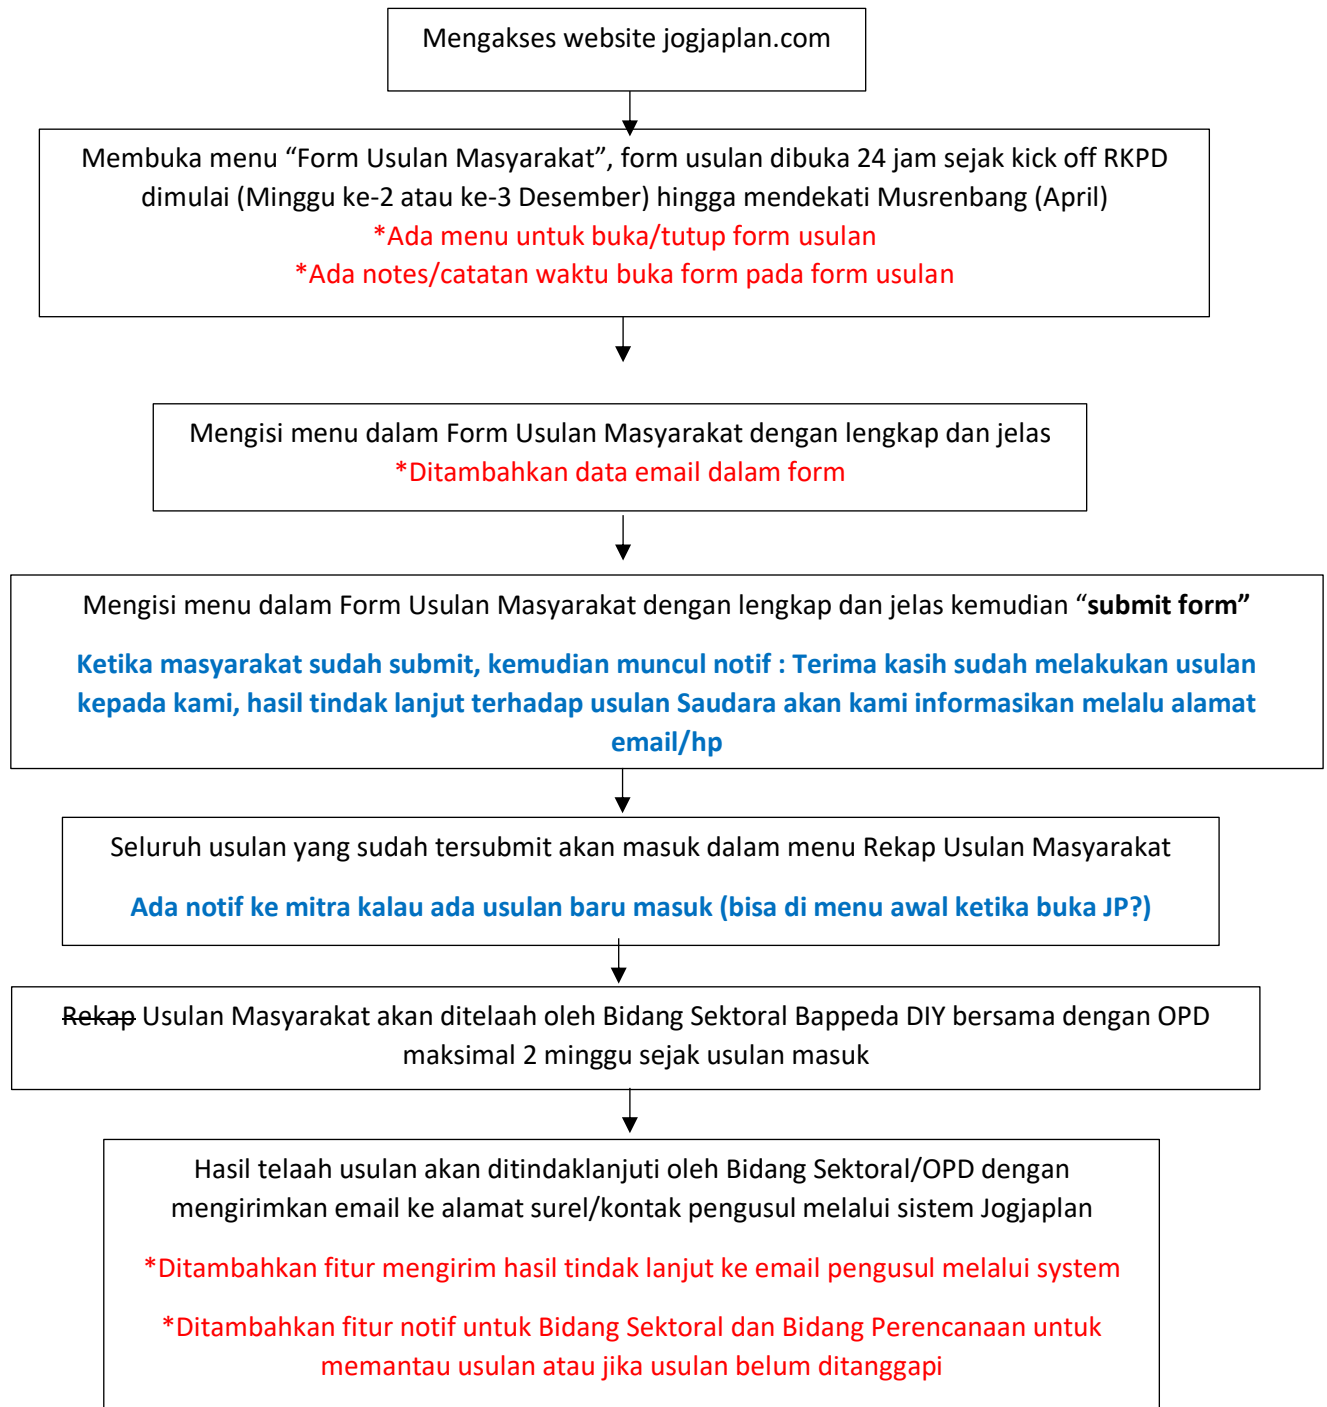 Mengakses website jogjaplan.com
Membuka menu “Form Usulan Masyarakat”, form usulan dibuka 24 jam sejak kick off RKPD
dimulai (Minggu ke-2 atau ke-3 Desember) hingga mendekati Musrenbang (April)
*Ada menu untuk buka/tutup form usulan
*Ada notes/catatan waktu buka form pada form usulan
Mengisi menu dalam Form Usulan Masyarakat dengan lengkap dan jelas
*Ditambahkan data email dalam form
Mengisi menu dalam Form Usulan Masyarakat dengan lengkap dan jelas kemudian “submit form”
Ketika masyarakat sudah submit, kemudian muncul notif : Terima kasih sudah melakukan usulan
kepada kami, hasil tindak lanjut terhadap usulan Saudara akan kami informasikan melalu alamat
email/hp
Seluruh usulan yang sudah tersubmit akan masuk dalam menu Rekap Usulan Masyarakat
Ada notif ke mitra kalau ada usulan baru masuk (bisa di menu awal ketika buka JP?)
Rekap Usulan Masyarakat akan ditelaah oleh Bidang Sektoral Bappeda DIY bersama dengan OPD
maksimal 2 minggu sejak usulan masuk
Hasil telaah usulan akan ditindaklanjuti oleh Bidang Sektoral/OPD dengan
mengirimkan email ke alamat surel/kontak pengusul melalui sistem Jogjaplan
*Ditambahkan fitur mengirim hasil tindak lanjut ke email pengusul melalui system
*Ditambahkan fitur notif untuk Bidang Sektoral dan Bidang Perencanaan untuk
memantau usulan atau jika usulan belum ditanggapi